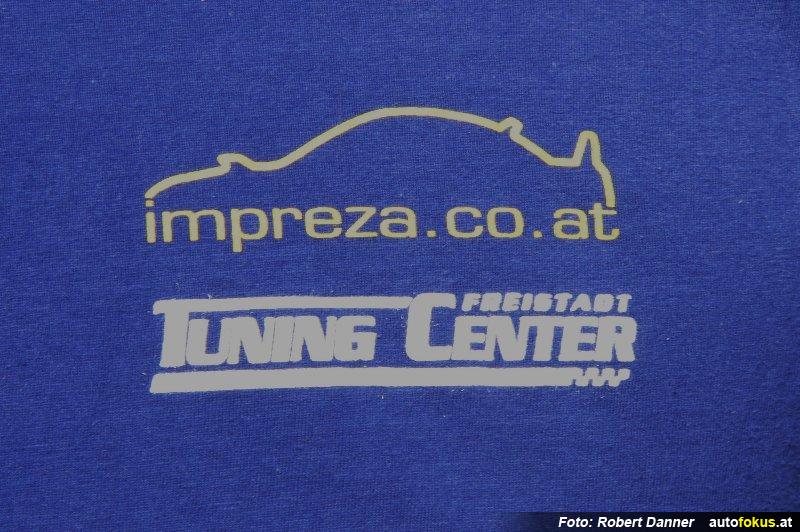 impreza.co.at
FREISTADT
TUNING CENTER
Foto: Robert Danner autofokus.at